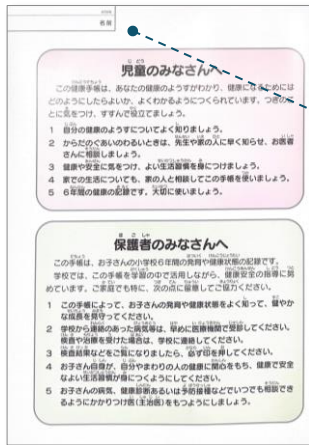 名前
児童のみなさんへ
この健康手帳は、あなたの健康のようすがわかり、健康になるためには
どのようにしたらよいか、よくわかるようにつくられています。つぎのこ
とに気をつけ、すすんで役立てましょう。
1 自分の健康のようすについてよく知りましょう。
2 からだのぐあいのわるいときは、先生や家の人に早く知らせ、お医者
さんに相談しましょう。
3 健康や安全に気をつけ、よい生活習慣を身につけましょう。
4 家での生活についても、家の人と相談してこの手帳を使いましょう。
5 6年間の健康の記録です。大切に使いましょう。
保護者のみなさんへ
この手帳は、お子さんの小学校6年間の発育や健康状態の記録です。
学校では、この手帳を学習の中で活用しながら、健康安全の指導に努
めています。ご家庭でも特に、次の点に留意してご協力ください。
1 この手帳によって、お子さんの発育や健康状態をよく知って、健やか
な成長を見守ってください。
2 学校から連絡のあった病気等は、早めに医療機関で受診してください。
検査や治療を受けた場合は、学校に連絡してください。
3 検査結果などをご覧になりましたら、必ず印を押してください。
4 お子さん自身が、自分やまわりの人の健康に関心をもち、健康で安全
なよい生活習慣が身につくようにしてください。
5 お子さんの病気、健康診断あるいは予防接種などでいつでも相談でき
るようにかかりつけ医(主治医)をもつようにしましょう。